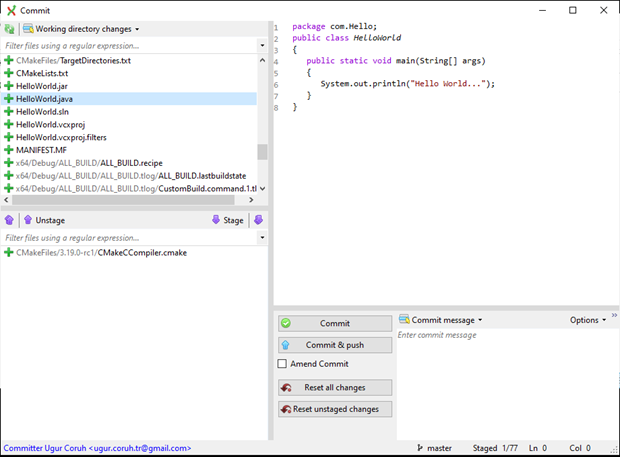 Commit
Working directory changes
Filter files using a regular expression...
CMakeFiles/TargetDirectories.txt
CMakeLists.txt
HelloWorld.jar
HelloWorld.java
HelloWorld.sln
HelloWorld.vcxproj
HelloWorld.vcxproj.filters
MANIFEST.MF
x64/Debug/ALL_BUILD/ALL_BUILD.recipe
x64/Debug/ALL_BUILD/ALL_BUILD.tlog/ALL_BUILD.lastbuildstate
x64/Debug/ALL_BUILD/ALL_BUILD.tlog/CustomBuild.command.1.tl
Unstage
Stage
Filter files using a regular expression...
CMakeFiles/3.19.0-rc1/CMakeCCompiler.cmake
1 package com.Hello;
2 public class HelloWorld
3 {
4 public static void main(String[] args)
5 {
6 System.out.println("Hello World...");
7 }
8 }
Commit
Commit & push
Amend Commit
Reset all changes
Reset unstaged changes
Commit message
Options
Enter commit message
Committer Ugur Coruh <ugur.coruh.tr@gmail.com>
master
Staged 1/77
Ln 0
Col 0